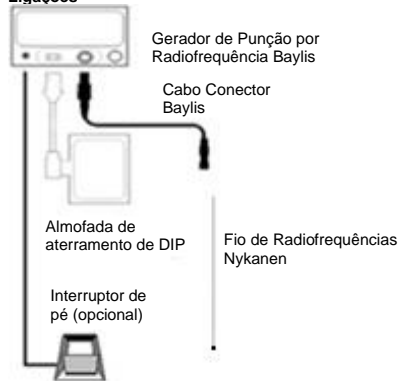 Ligações
Gerador de Punção por
Radiofrequência Baylis
Cabo Conector
Baylis
Almofada de
aterramento de DIP
Fio de Radiofrequências
Nykanen
Interruptor de
pé (opcional)